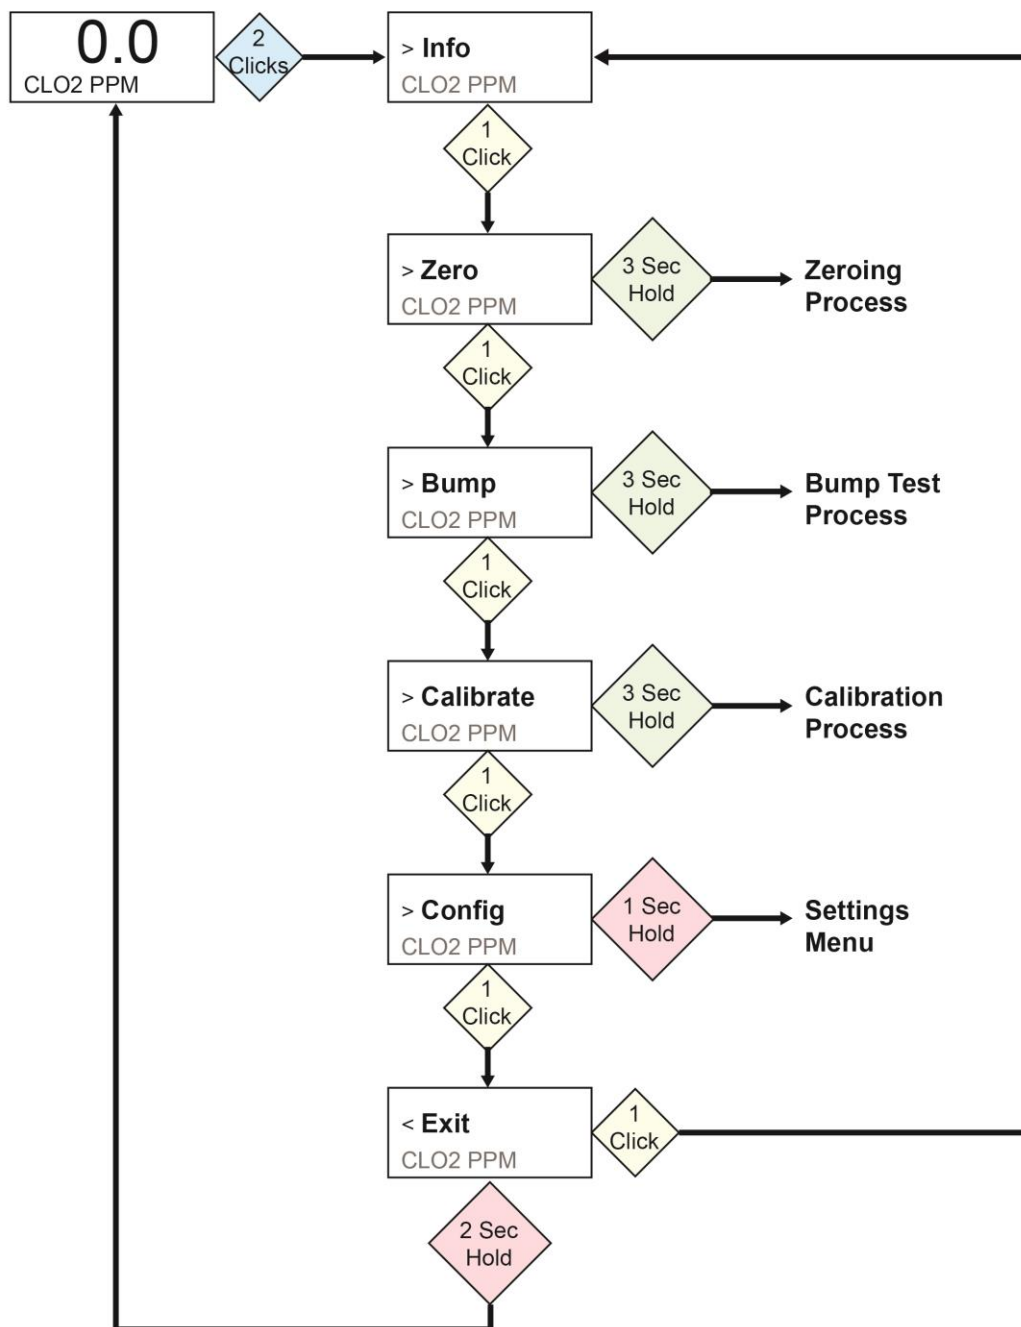 0.0
CLO2 PPM
2
Clicks
> Info
CLO2 PPM
1
Click
> Zero
CLO2 PPM
3 Sec
Hold
Zeroing
Process
1
Click
> Bump
CLO2 PPM
3 Sec
Hold
Bump Test
Process
1
Click
> Calibrate
CLO2 PPM
3 Sec
Hold
Calibration
Process
1
Click
> Config
CLO2 PPM
1 Sec
Hold
Settings
Menu
1
Click
< Exit
CLO2 PPM
1
Click
2 Sec
Hold